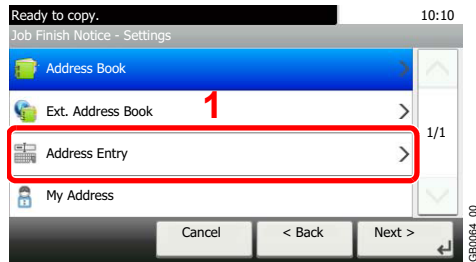 Ready to copy. 10:10
Job Finish Notice - Settings
Address Book
Ext. Address Book
1
1/1
Address Entry
My Address
Cancel < Back Next >
GB0064_00